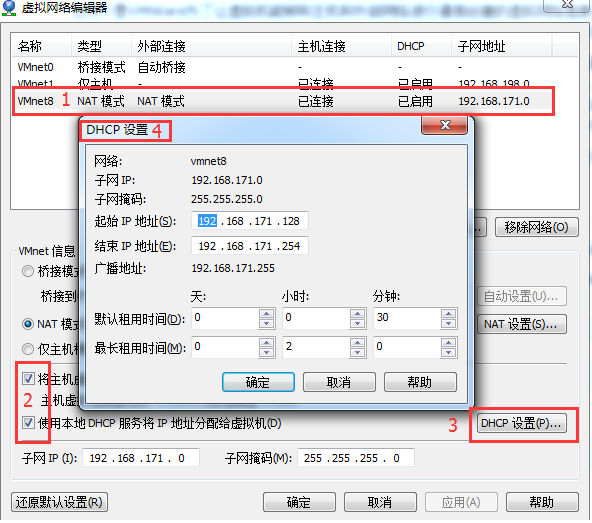 虚拟网络编辑器
名称 类型 外部连接 主机连接 DHCP 子网地址
VMnet0 桥接模式 自动桥接 - - -
VMnet1 仅主机... - 已连接 已启用 192.168.198.0
1 VMnet8 NAT 模式 NAT 模式 已连接 已启用 192.168.171.0
DHCP 设置 4
网络: vmnet8
子网 IP: 192.168.171.0
子网掩码: 255.255.255.0
起始 IP 地址(S): 192 . 168 . 171 . 128
结束 IP 地址(E): 192 . 168 . 171 . 254
广播地址: 192.168.171.255
天: 小时: 分钟:
默认租用时间(D): 0 0 30
最长租用时间(M): 0 2 0
确定 取消 帮助
移除网络(O)
VMnet 信息
桥接模
桥接到 自动设置(U)...
NAT 模 NAT 设置(S)...
仅主机
2 将主机虚
主机虚
使用本地 DHCP 服务将 IP 地址分配给虚拟机(D) 3 DHCP 设置(P)...
子网 IP (I): 192 . 168 . 171 . 0 子网掩码(M): 255 . 255 . 255 . 0
还原默认设置(R) 确定 取消 应用(A) 帮助